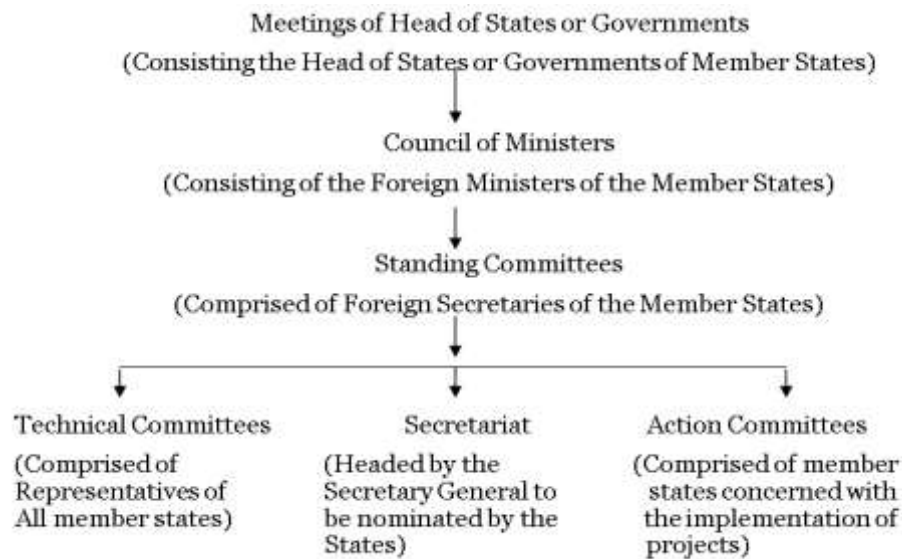 Meetings of Head of States or Governments
(Consisting the Head of States or Governments of Member States)
Council of Ministers
(Consisting of the Foreign Ministers of the Member States)
Standing Committees
(Comprised of Foreign Secretaries of the Member States)
Technical Committees
(Comprised of
Representatives of
All member states)
Secretariat
(Headed by the
Secretary General to
be nominated by the
States)
Action Committees
(Comprised of member
states concerned with
the implementation of
projects)